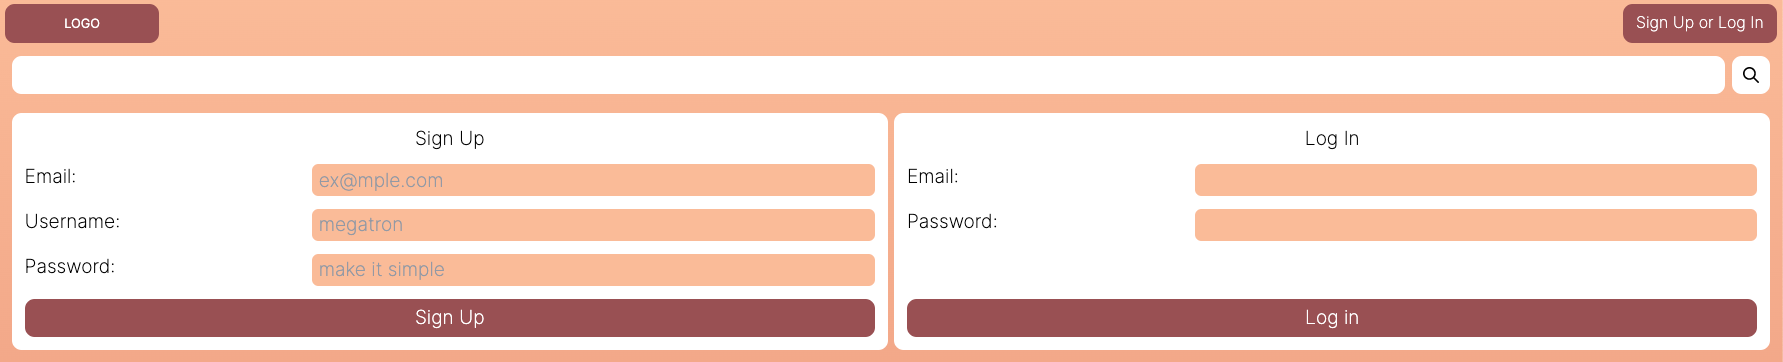 LOGO
Sign Up or Log In
Sign Up
Email:
ex@mple.com
Username:
megatron
Password:
make it simple
Sign Up
Log In
Email:
Password:
Log in